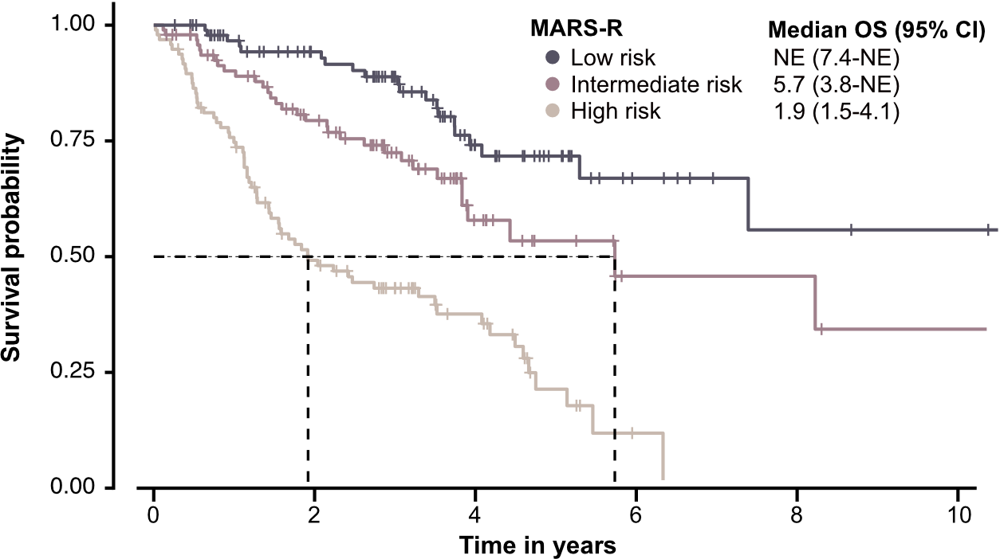 MARS-R Median OS (95% CI)
Low risk NE (7.4-NE)
Intermediate risk 5.7 (3.8-NE)
High risk 1.9 (1.5-4.1)
Survival probability
1.00
0.75
0.50
0.25
0.00
0 2 4 6 8 10
Time in years